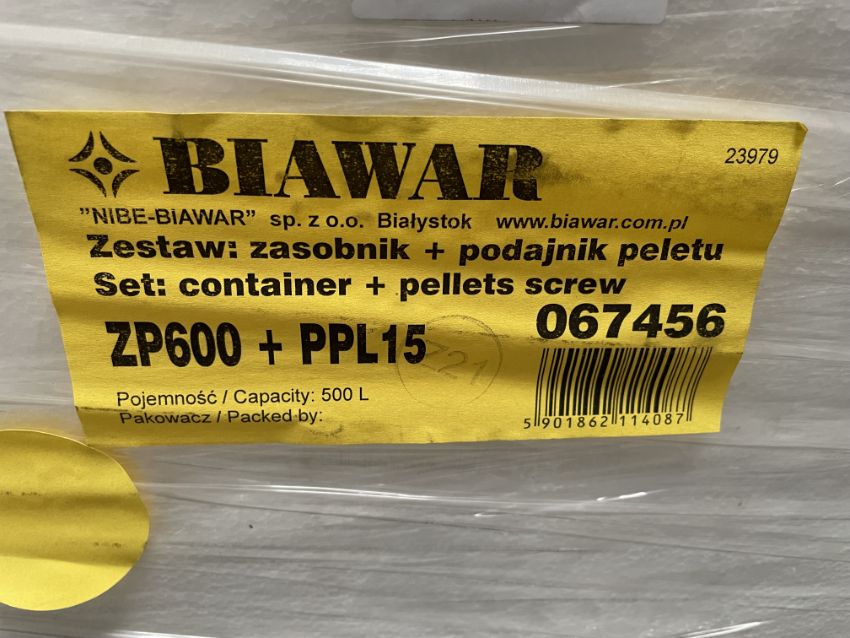 BIAWAR
23979
"NIBE-BIAWAR" sp. z o.o. Białystok www.biawar.com.pl
Zestaw: zasobnik + podajnik peletu
Set: container + pellets screw
ZP600 + PPL15
067456
Z21
Pojemność / Capacity: 500 L
Pakowacz / Packed by:
5 901862 114087